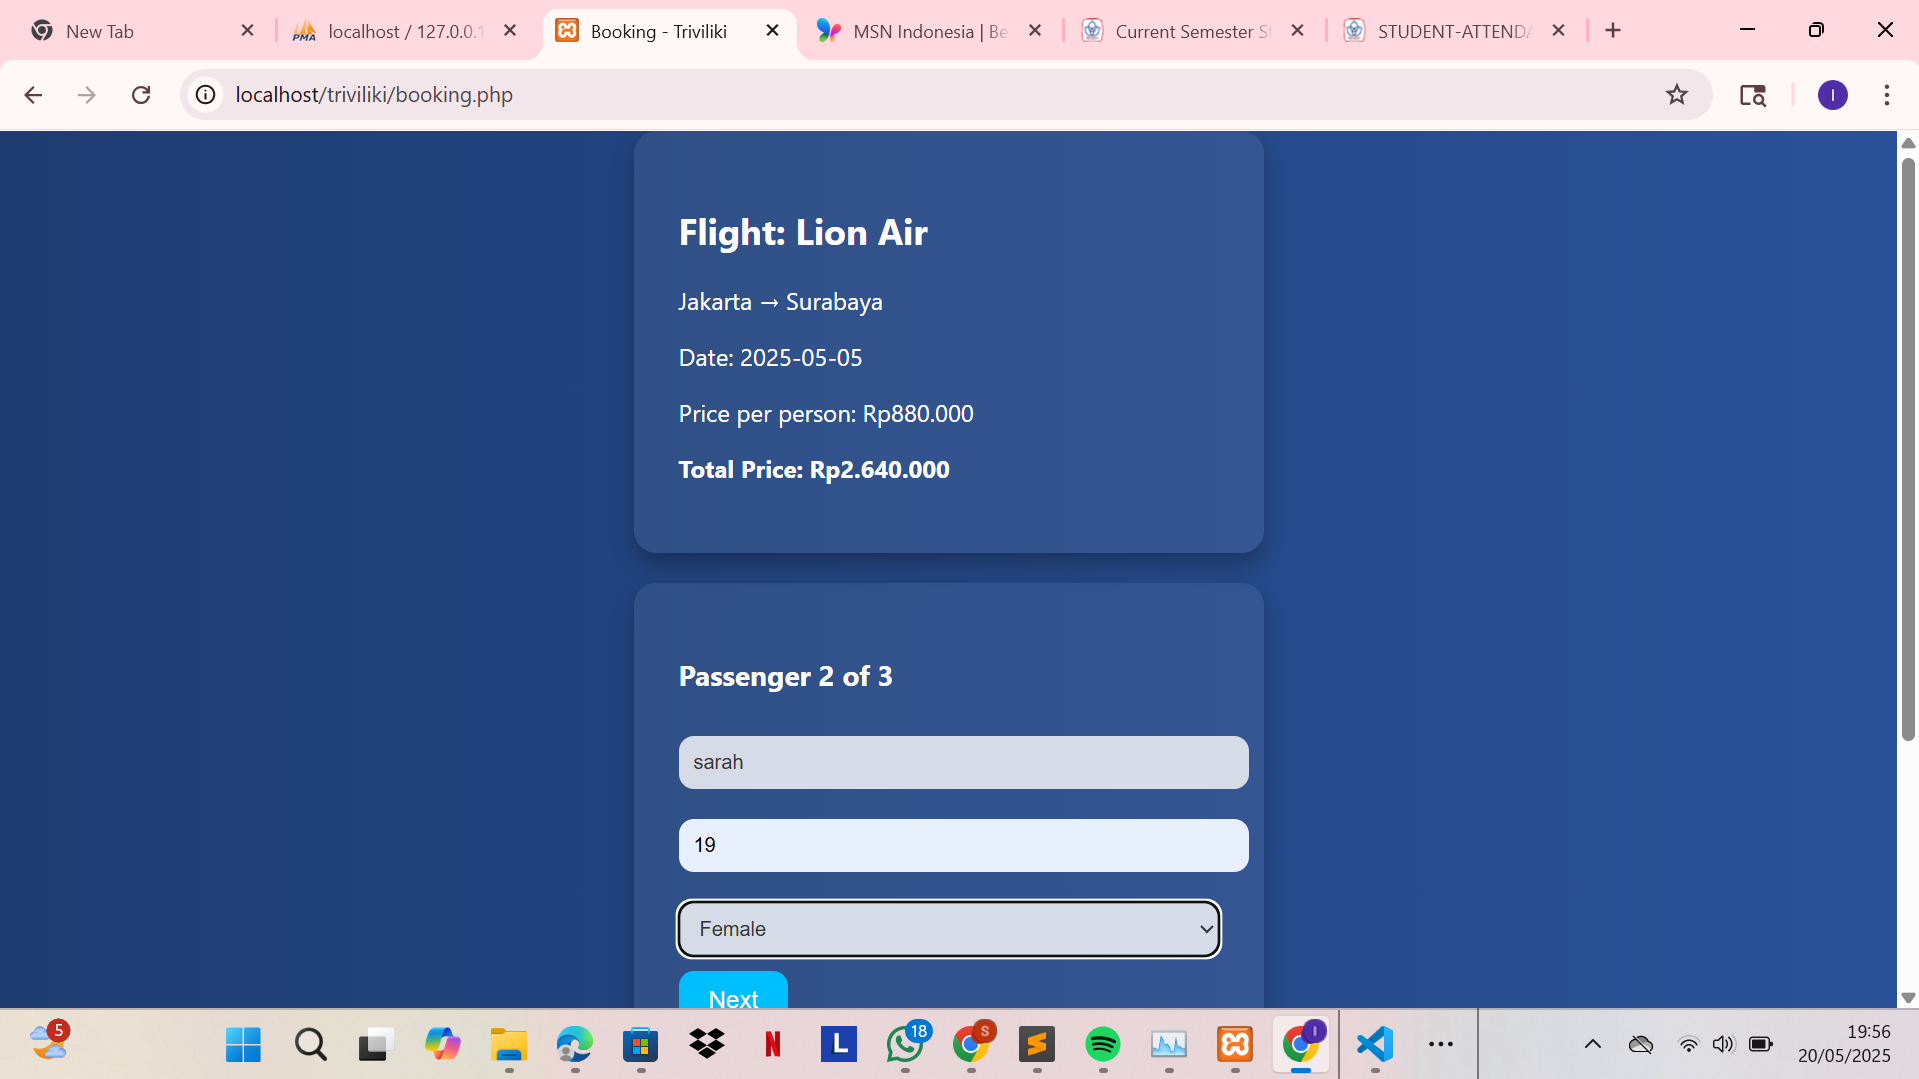 New Tab
localhost / 127.0.0.1
Booking - Triviliki
MSN Indonesia | Be
Current Semester S
STUDENT-ATTENDA
localhost/triviliki/booking.php
I
Flight: Lion Air
Jakarta → Surabaya
Date: 2025-05-05
Price per person: Rp880.000
Total Price: Rp2.640.000
Passenger 2 of 3
sarah
19
Female
Next
5
L
N
18
S
I
19:56
20/05/2025